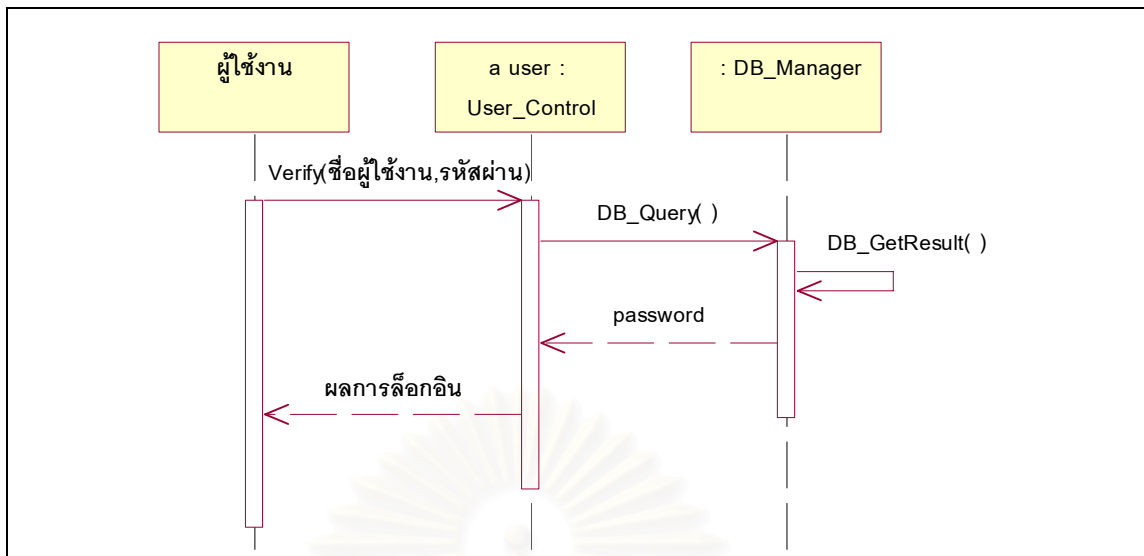 ผู้ใช้งาน
a user :
User_Control
: DB_Manager
Verify(ชื่อผู้ใช้งาน,รหัสผ่าน)
DB_Query( )
DB_GetResult( )
password
ผลการล็อกอิน